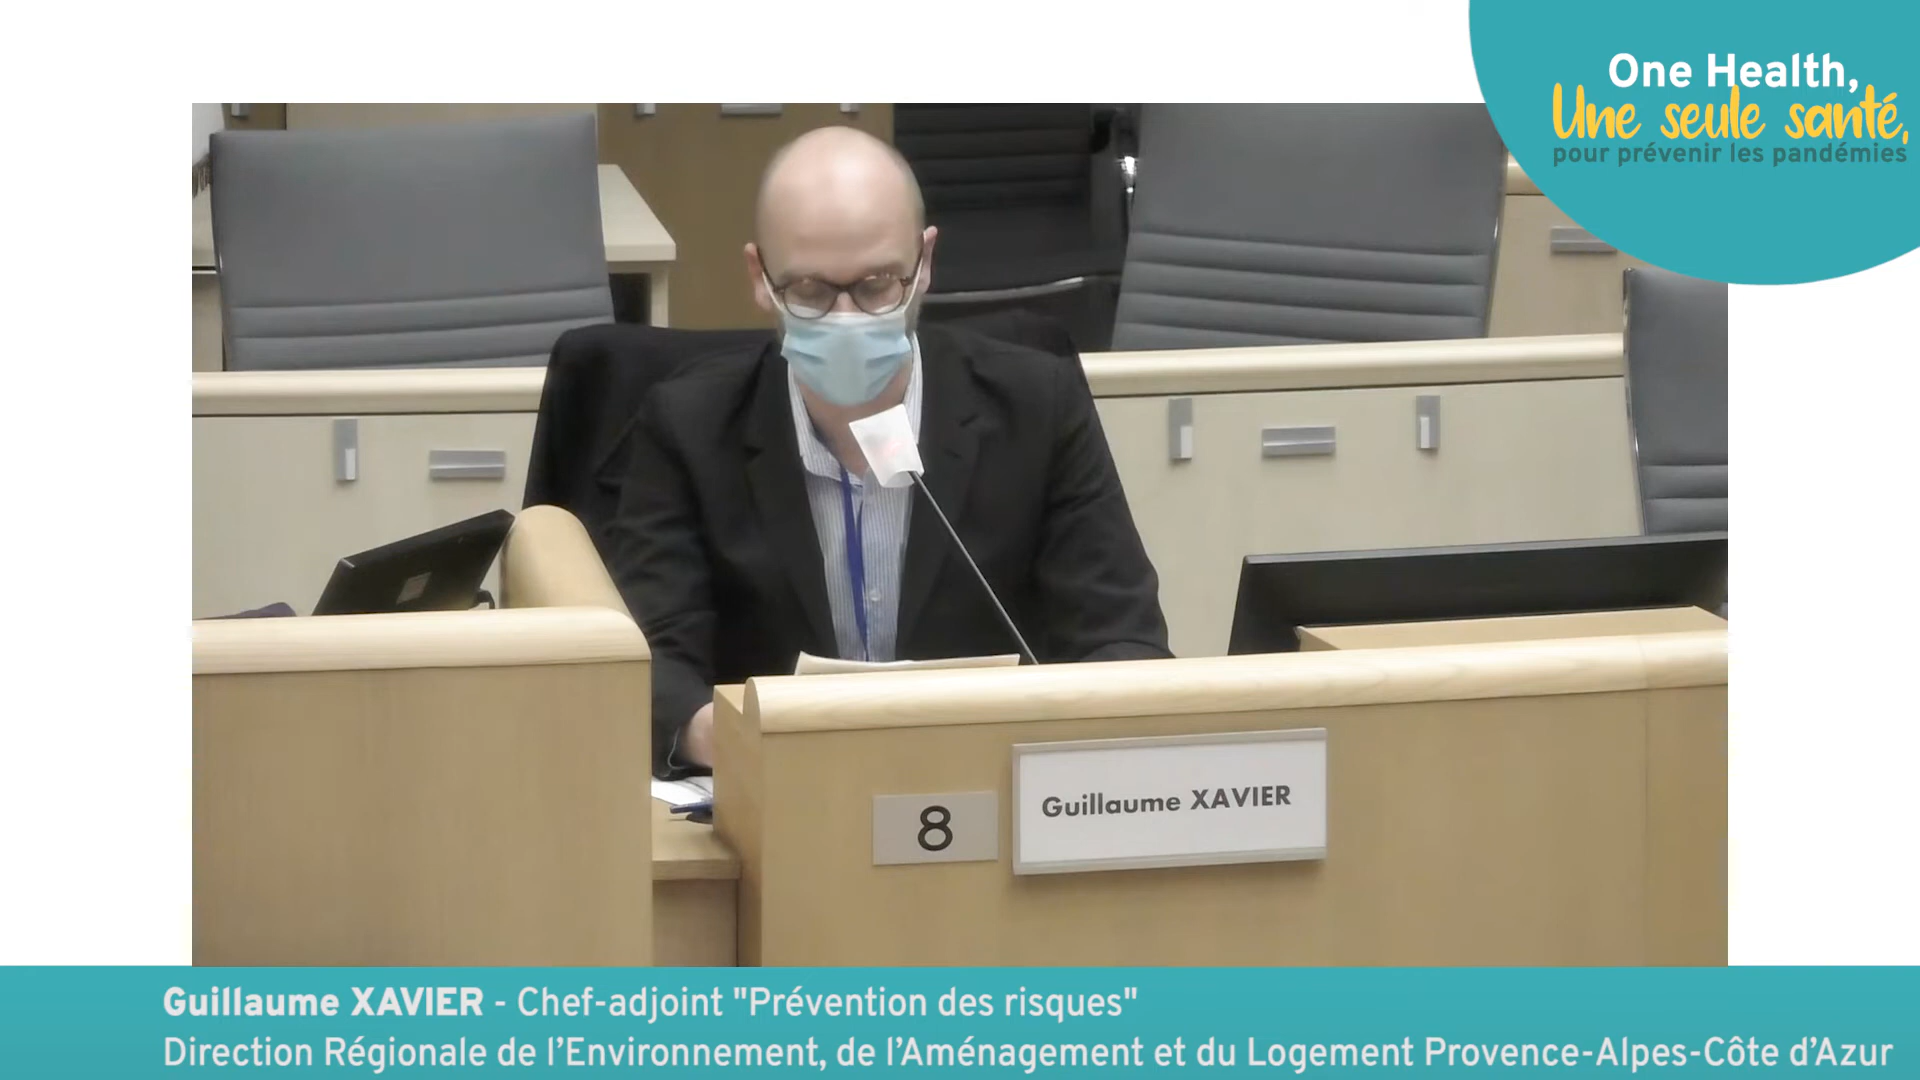 One Health,
Une seule santé,
pour prévenir les pandémies
8
Guillaume XAVIER
Guillaume XAVIER - Chef-adjoint "Prévention des risques"
Direction Régionale de l'Environnement, de l'Aménagement et du Logement Provence-Alpes-Côte d'Azur